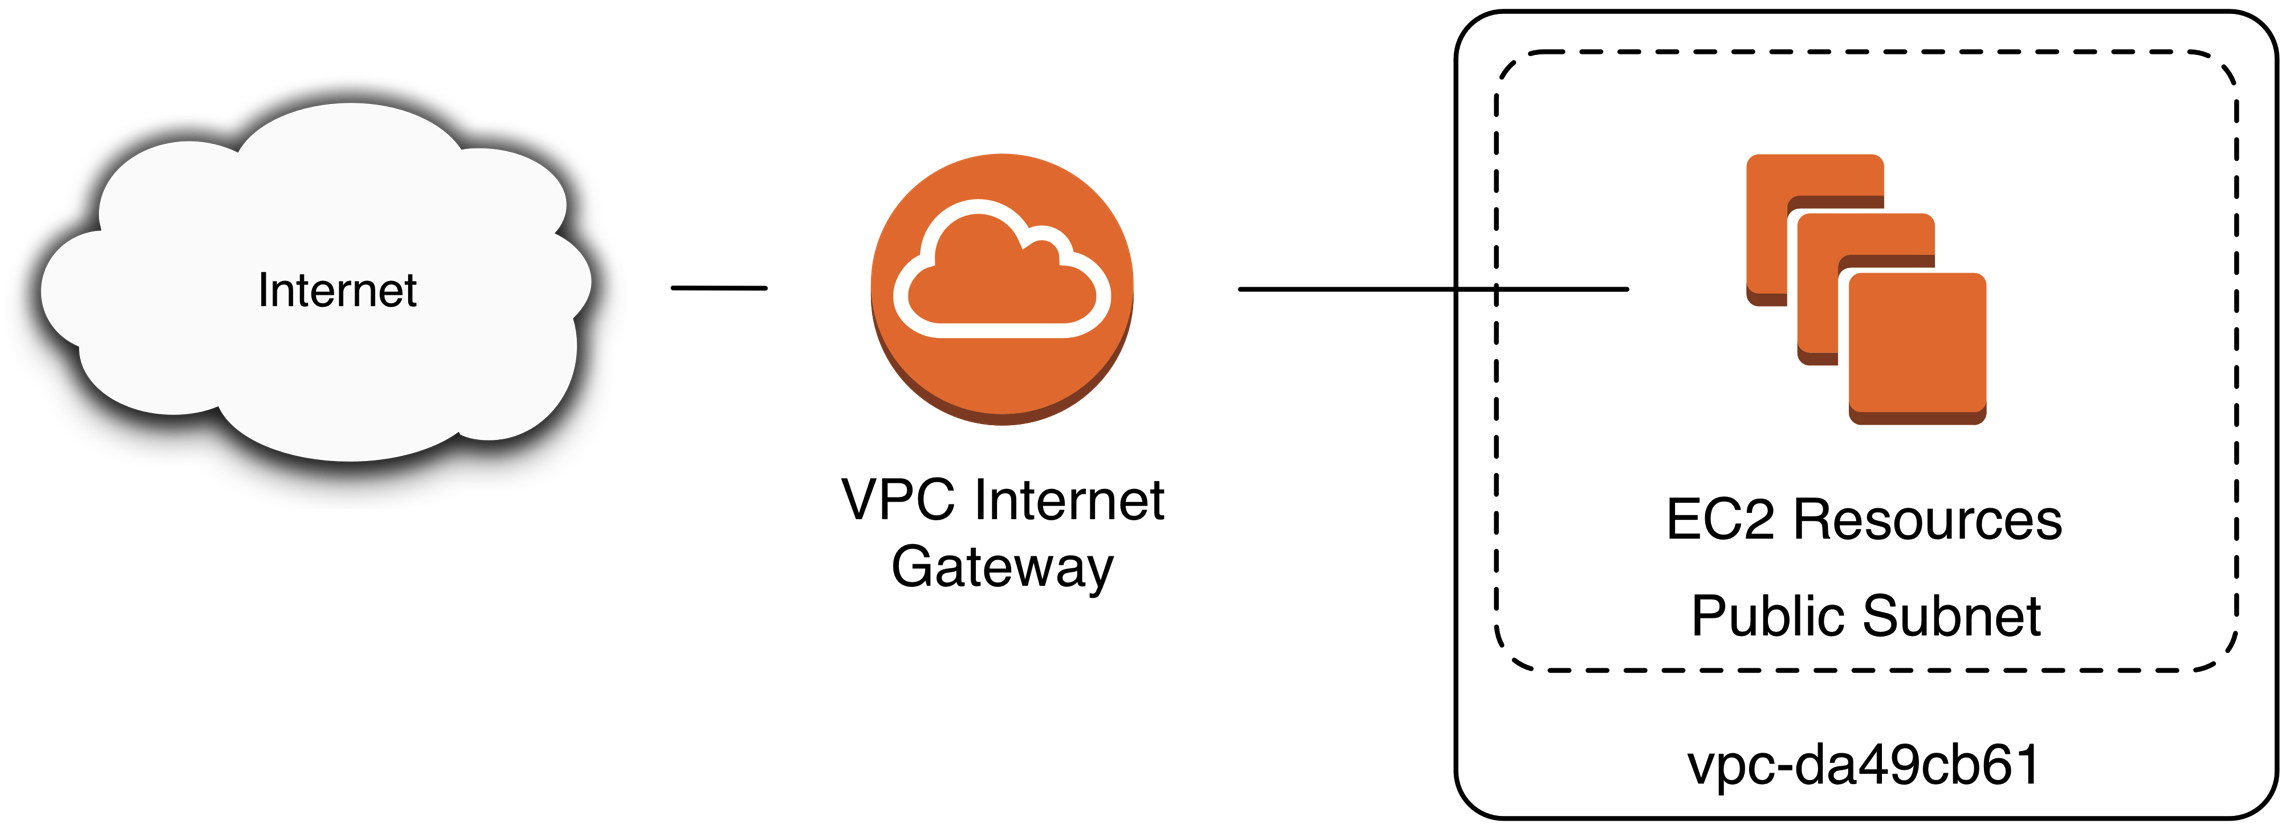 Internet
VPC Internet
Gateway
EC2 Resources
Public Subnet
vpc-da49cb61